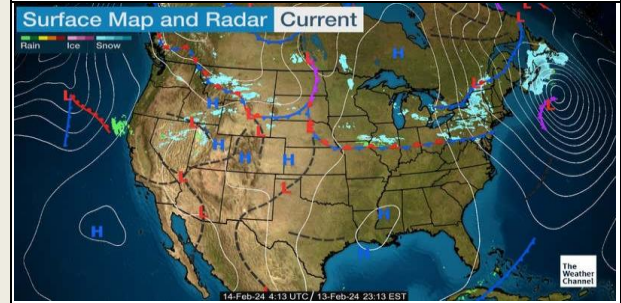 Surface Map and Radar Current
Rain Ice Snow
L
L
L
H
L
L
L
H
L
L
L
L
H
L
H
H
L
L
L
H
H
H
L
The
Weather
Channel
14-Feb-24 4:13 UTC / 13-Feb-24 23:13 EST